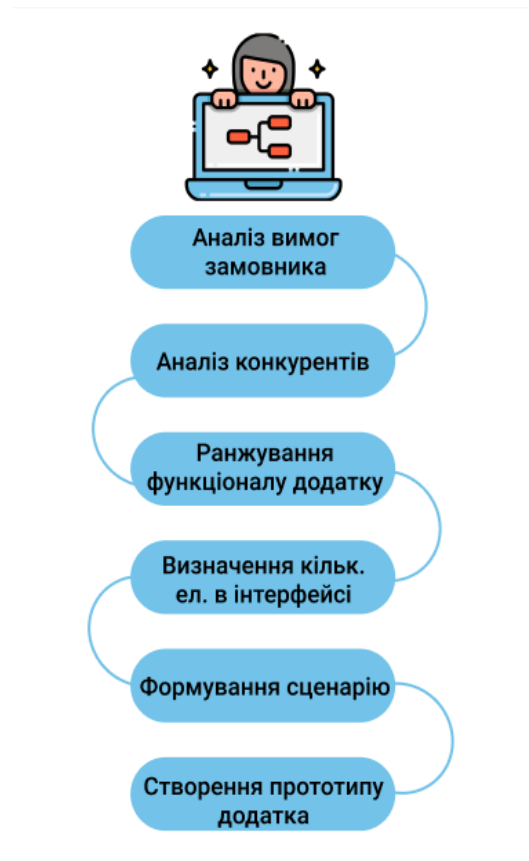 Аналіз вимог
замовника
Аналіз конкурентів
Ранжування
функціоналу додатку
Визначення кільк.
ел. в інтерфейсі
Формування сценарію
Створення прототипу
додатка